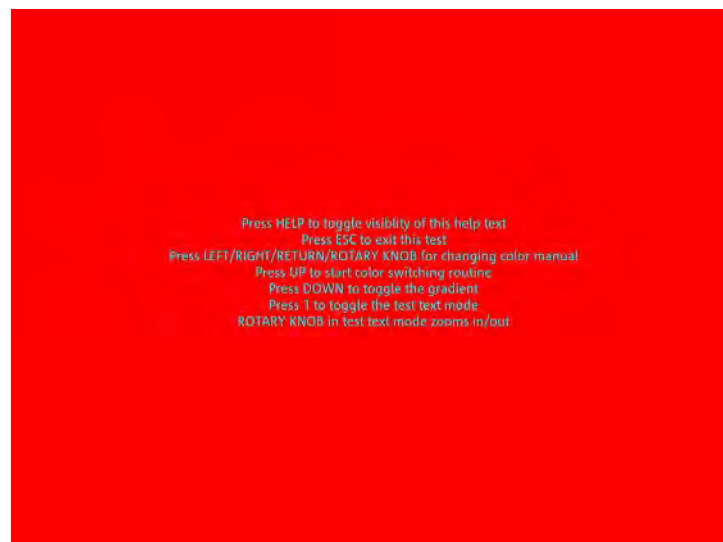 Press HELP to toggle visiblity of this help text
Press ESC to exit this test
Press LEFT/RIGHT/RETURN/ROTARY KNOB for changing color manual
Press UP to start color switching routine
Press DOWN to toggle the gradient
Press 1 to toggle the test text mode
ROTARY KNOB in test text mode zooms in/out